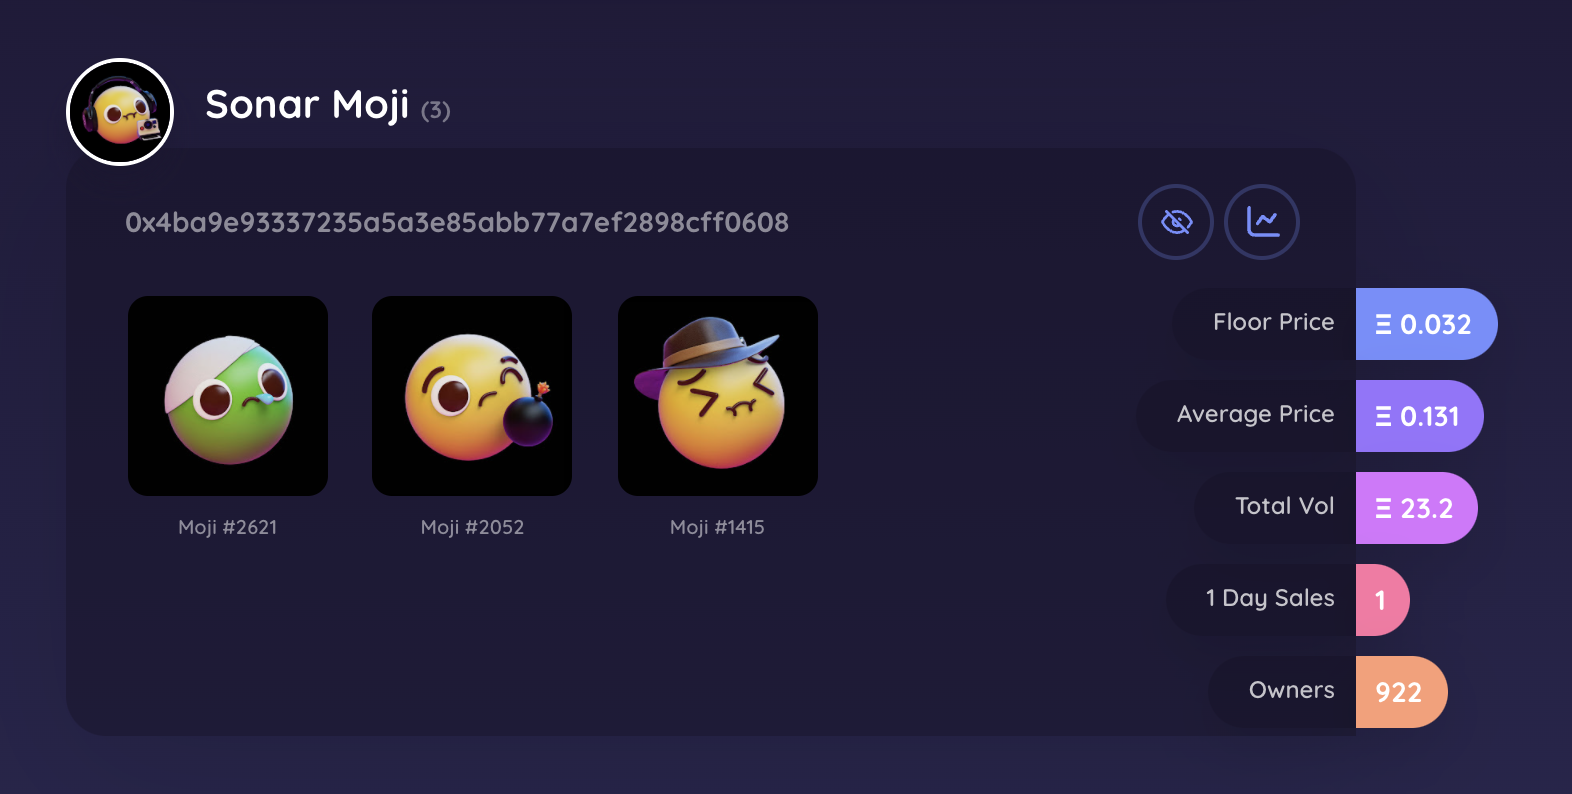 Sonar Moji (3)
0x4ba9e93337235a5a3e85abb77a7ef2898cff0608
Moji #2621
Moji #2052
Moji #1415
Floor Price Ξ 0.032
Average Price Ξ 0.131
Total Vol Ξ 23.2
1 Day Sales 1
Owners 922